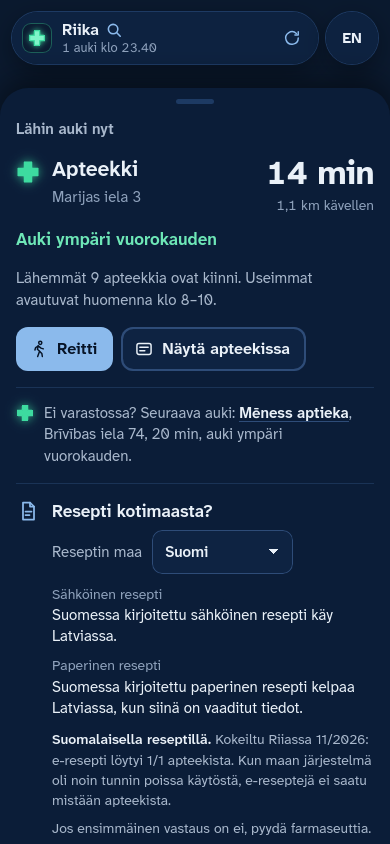 Riika
1 auki klo 23.40
EN
Lähin auki nyt
Apteekki
14 min
Marijas iela 3
1,1 km kävellen
Auki ympäri vuorokauden
Lähemmät 9 apteekkia ovat kiinni. Useimmat
avautuvat huomenna klo 8–10.
Reitti
Näytä apteekissa
Ei varastossa? Seuraava auki: Mēness aptieka,
Brīvības iela 74, 20 min, auki ympäri
vuorokauden.
Resepti kotimaasta?
Reseptin maa
Suomi
Sähköinen resepti
Suomessa kirjoitettu sähköinen resepti käy
Latviassa.
Paperinen resepti
Suomessa kirjoitettu paperinen resepti kelpaa
Latviassa, kun siinä on vaaditut tiedot.
Suomalaisella reseptillä. Kokeiltu Riiassa 11/2026:
e-resepti löytyi 1/1 apteekista. Kun maan järjestelmä
oli noin tunnin poissa käytöstä, e-reseptejä ei saatu
mistään apteekista.
Jos ensimmäinen vastaus on ei, pyydä farmaseuttia.